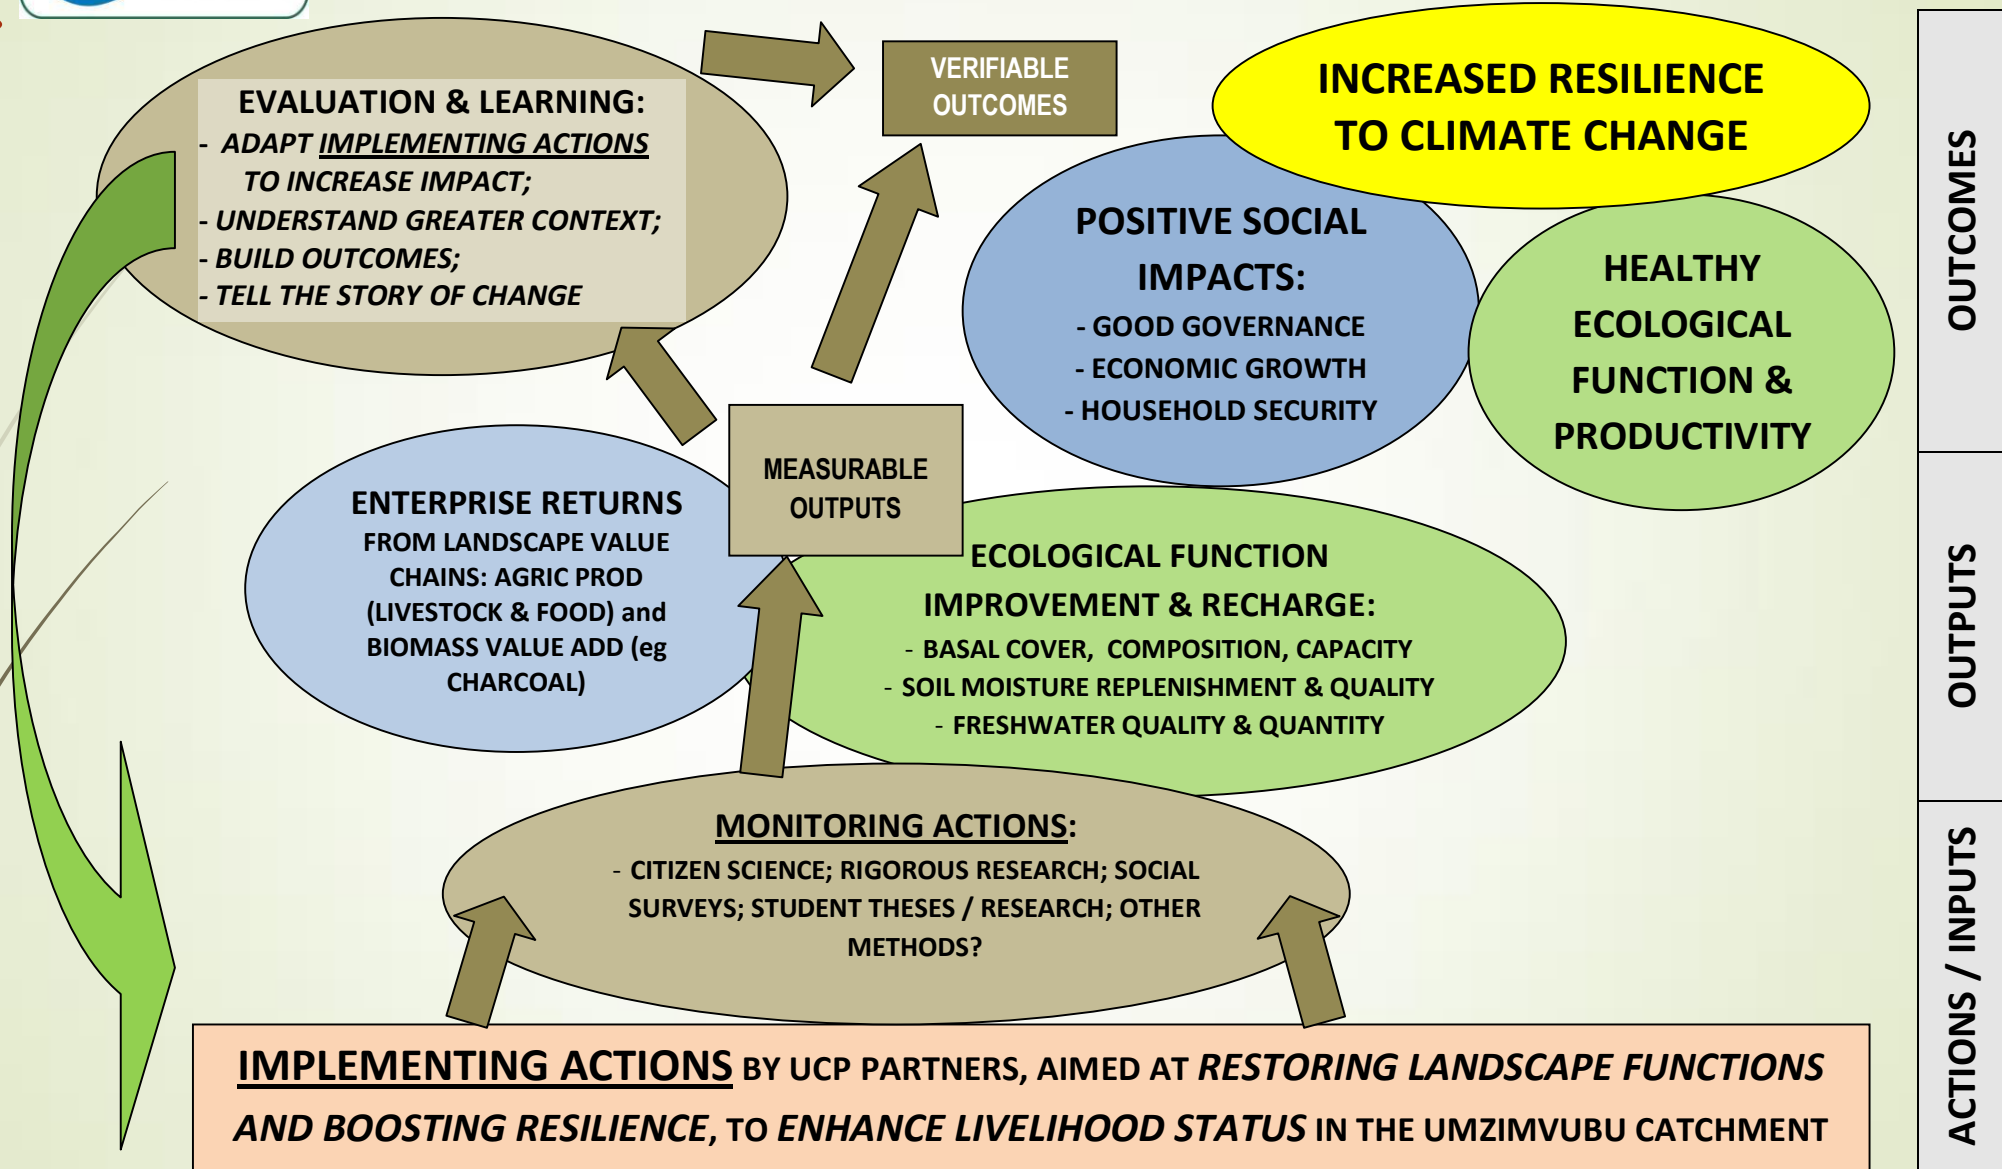 EVALUATION & LEARNING:
- ADAPT IMPLEMENTING ACTIONS
TO INCREASE IMPACT;
- UNDERSTAND GREATER CONTEXT;
- BUILD OUTCOMES;
- TELL THE STORY OF CHANGE
VERIFIABLE
OUTCOMES
INCREASED RESILIENCE
TO CLIMATE CHANGE
POSITIVE SOCIAL
IMPACTS:
- GOOD GOVERNANCE
- ECONOMIC GROWTH
- HOUSEHOLD SECURITY
HEALTHY
ECOLOGICAL
FUNCTION &
PRODUCTIVITY
OUTCOMES
MEASURABLE
OUTPUTS
ENTERPRISE RETURNS
FROM LANDSCAPE VALUE
CHAINS: AGRIC PROD
(LIVESTOCK & FOOD) and
BIOMASS VALUE ADD (eg
CHARCOAL)
ECOLOGICAL FUNCTION
IMPROVEMENT & RECHARGE:
- BASAL COVER, COMPOSITION, CAPACITY
- SOIL MOISTURE REPLENISHMENT & QUALITY
- FRESHWATER QUALITY & QUANTITY
OUTPUTS
MONITORING ACTIONS:
- CITIZEN SCIENCE; RIGOROUS RESEARCH; SOCIAL
SURVEYS; STUDENT THESES / RESEARCH; OTHER
METHODS?
ACTIONS / INPUTS
IMPLEMENTING ACTIONS BY UCP PARTNERS, AIMED AT RESTORING LANDSCAPE FUNCTIONS
AND BOOSTING RESILIENCE, TO ENHANCE LIVELIHOOD STATUS IN THE UMZIMVUBU CATCHMENT